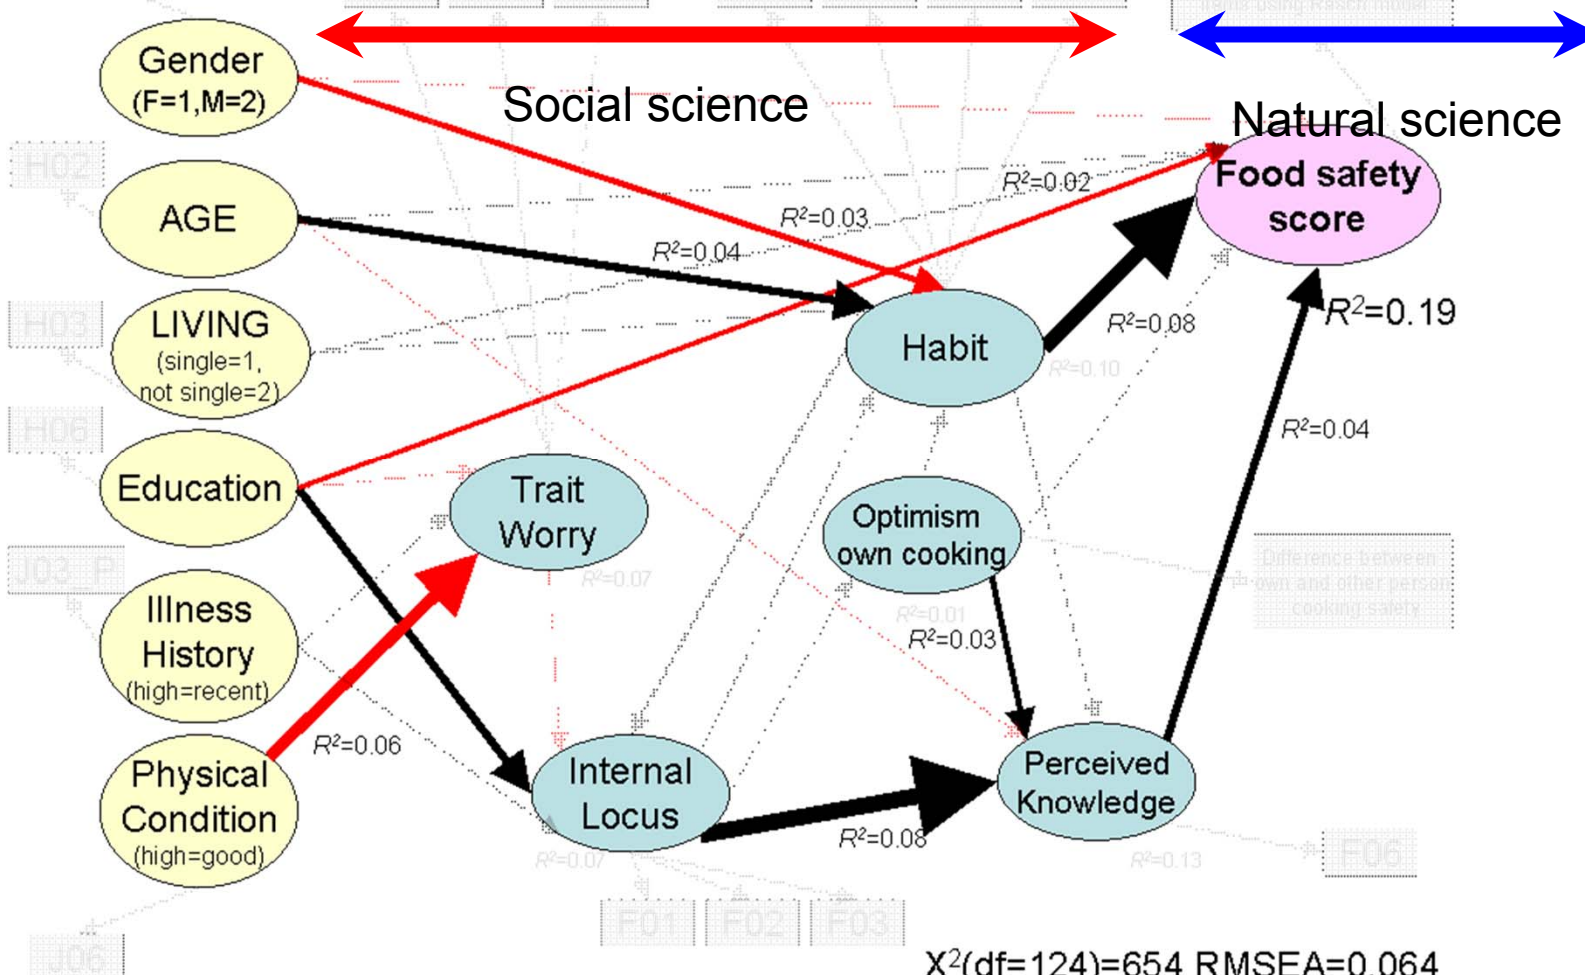 items using Rasch model
Gender
(F=1,M=2)
Social science
Natural science
H02
Food safety
score
R²=0.02
AGE
R²=0.03
R²=0.04
LIVING
(single=1,
not single=2)
H03
R²=0.19
R²=0.08
Habit
R²=0.10
H06
R²=0.04
Education
Trait
Worry
Optimism
own cooking
J03_P
R²=0.07
Difference between
own and other person
cooking safety
Illness
History
(high=recent)
R²=0.01
R²=0.03
R²=0.06
Physical
Condition
(high=good)
Internal
Locus
Perceived
Knowledge
R²=0.08
R²=0.07
R²=0.13
F06
F01
F02
F03
J06
X²(df=124)=654 RMSEA=0.064